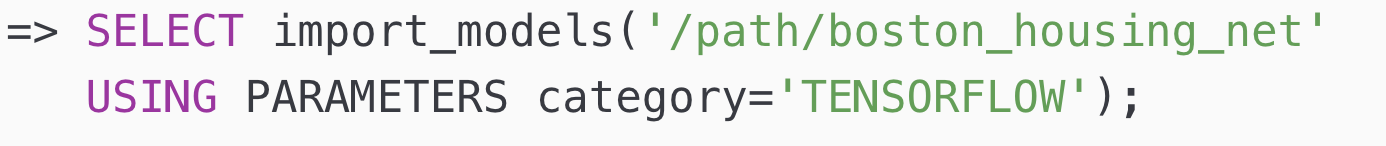 => SELECT import_models('/path/boston_housing_net'
USING PARAMETERS category='TENSORFLOW');